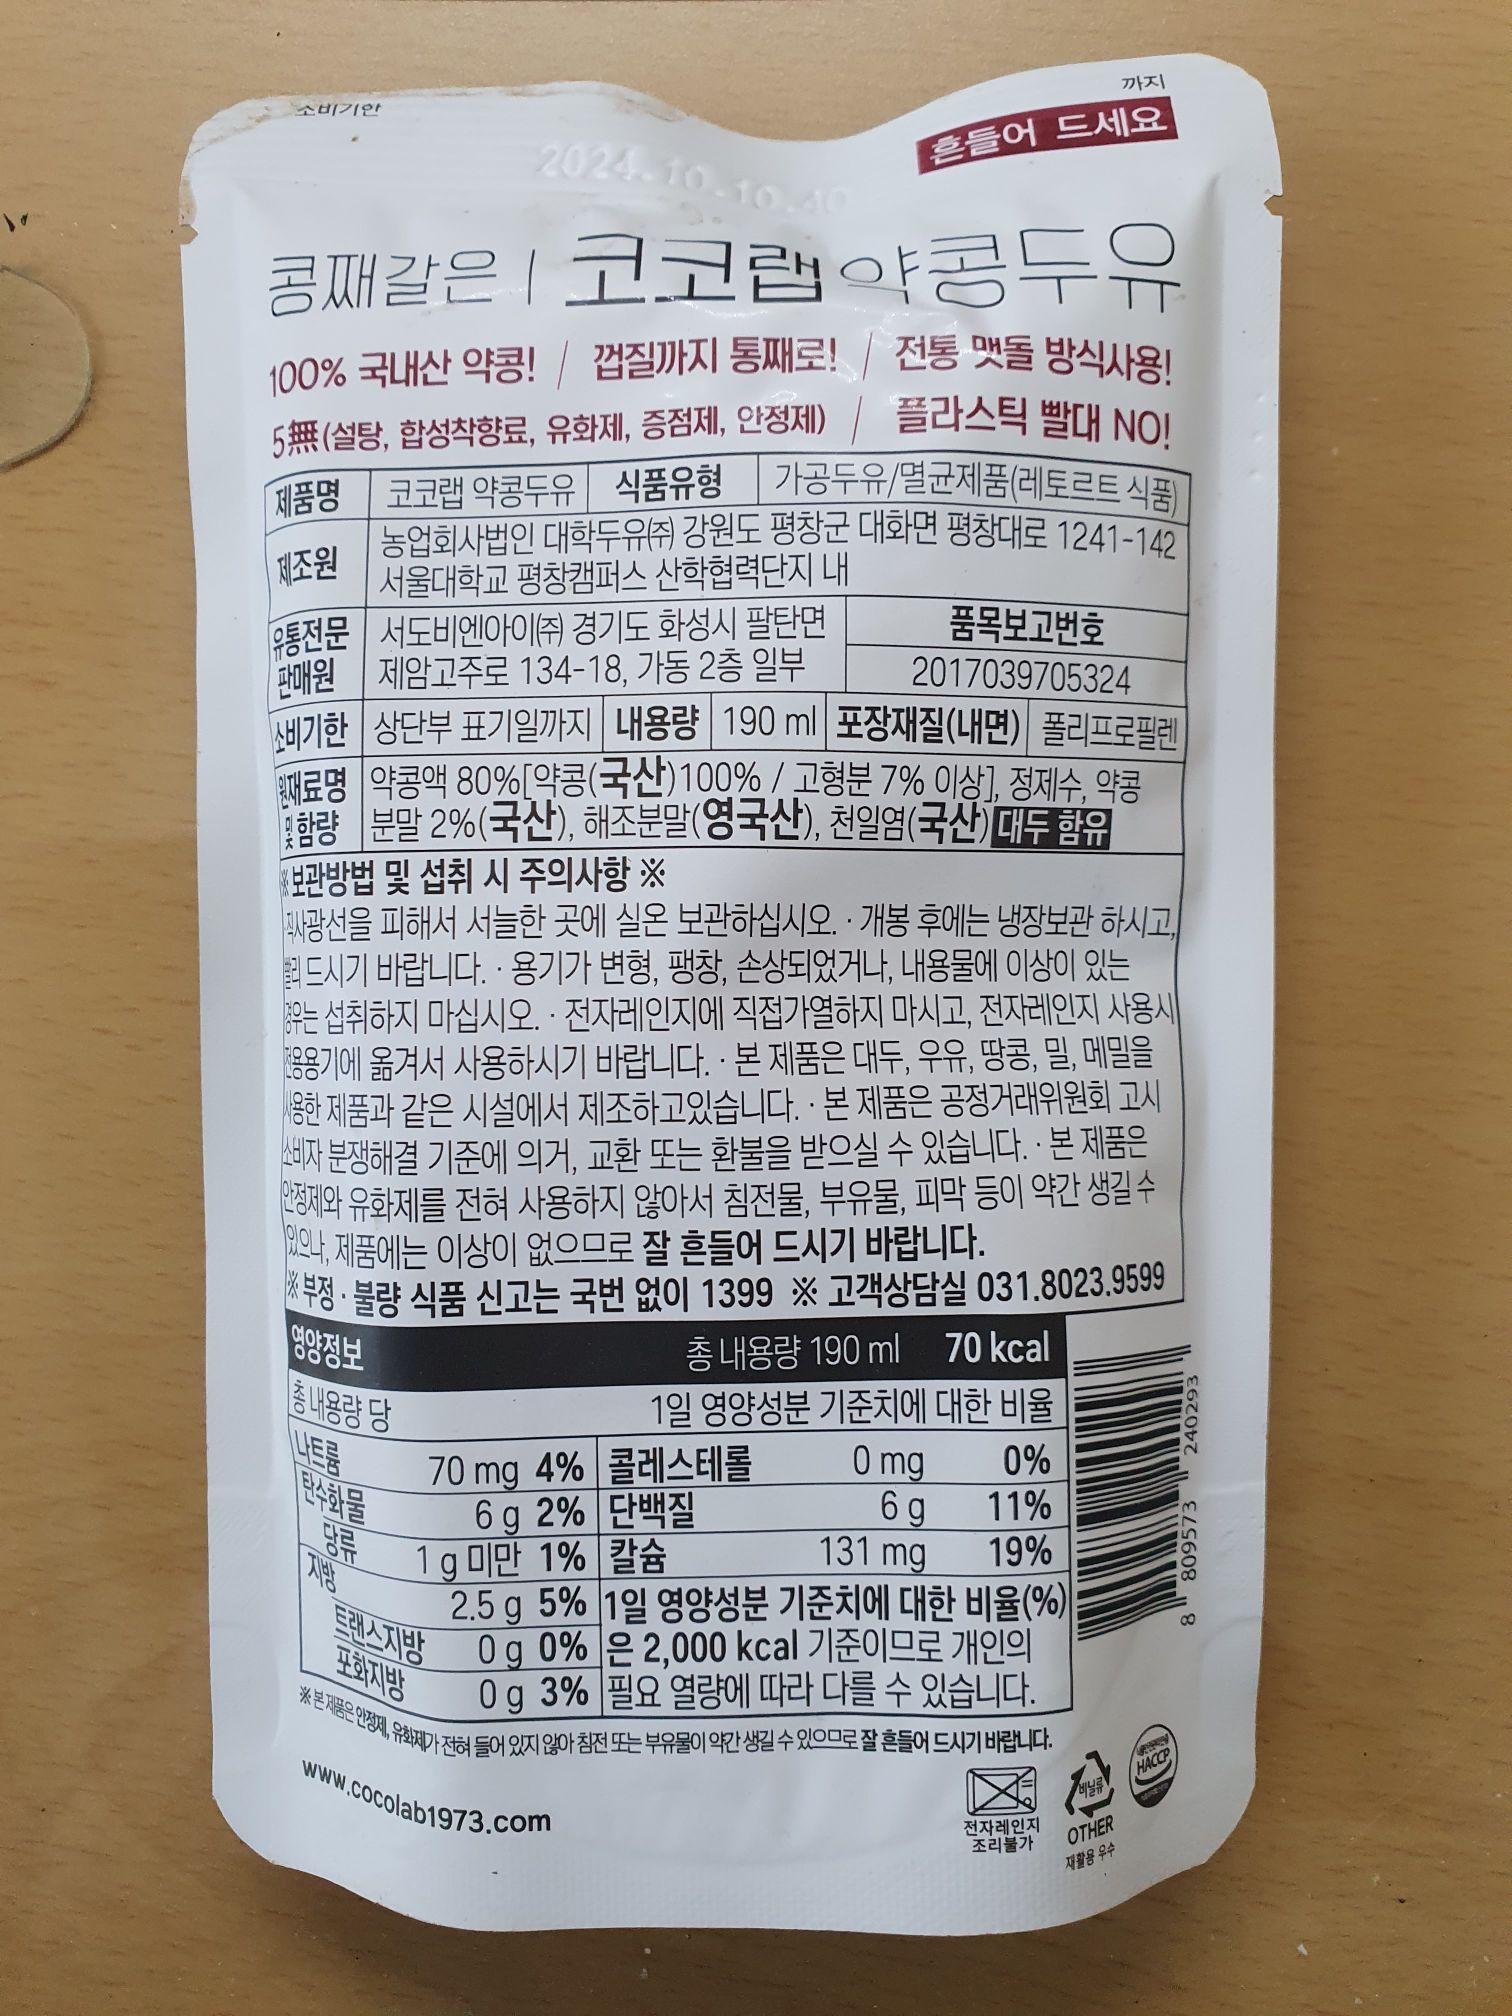 소비기한
까지
흔들어 드세요
2024.10.10.
콩째같은 | 코코랩 약콩두유
100% 국내산 약콩! / 껍질까지 통째로! / 전통 맷돌 방식사용!
5無(설탕, 합성착향료, 유화제, 증점제, 안정제) / 플라스틱 빨대 NO!
제품명 코코랩 약콩두유 식품유형 가공두유/멸균제품(레토르트 식품)
제조원 농업회사법인 대학두유㈜ 강원도 평창군 대화면 평창대로 1241-142
서울대학교 평창캠퍼스 산학협력단지 내
유통전문 서도비엔아이㈜ 경기도 화성시 팔탄면 품목보고번호
판매원 제암고주로 134-18, 가동 2층 일부 2017039705324
소비기한 상단부 표기일까지 내용량 190 ml 포장재질(내면) 폴리프로필렌
원재료명 약콩액 80%[약콩(국산)100% / 고형분 7% 이상], 정제수, 약콩
및 함량 분말 2%(국산), 해조분말(영국산), 천일염(국산) 대두 함유
※ 보관방법 및 섭취 시 주의사항 ※
·직사광선을 피해서 서늘한 곳에 실온 보관하십시오. · 개봉 후에는 냉장보관 하시고,
빨리 드시기 바랍니다. · 용기가 변형, 팽창, 손상되었거나, 내용물에 이상이 있는
경우는 섭취하지 마십시오. · 전자레인지에 직접가열하지 마시고, 전자레인지 사용시
전용용기에 옮겨서 사용하시기 바랍니다. · 본 제품은 대두, 우유, 땅콩, 밀, 메밀을
사용한 제품과 같은 시설에서 제조하고있습니다. · 본 제품은 공정거래위원회 고시
소비자 분쟁해결 기준에 의거, 교환 또는 환불을 받으실 수 있습니다. · 본 제품은
안정제와 유화제를 전혀 사용하지 않아서 침전물, 부유물, 피막 등이 약간 생길 수
있으나, 제품에는 이상이 없으므로 잘 흔들어 드시기 바랍니다.
※ 부정 · 불량 식품 신고는 국번 없이 1399 ※ 고객상담실 031.8023.9599
영양정보 총 내용량 190 ml 70 kcal
총 내용량 당 1일 영양성분 기준치에 대한 비율
나트륨 70 mg 4% 콜레스테롤 0 mg 0%
탄수화물 6 g 2% 단백질 6 g 11%
당류 1 g 미만 1% 칼슘 131 mg 19%
지방 2.5 g 5% 1일 영양성분 기준치에 대한 비율(%)
트랜스지방 0 g 0% 은 2,000 kcal 기준이므로 개인의
포화지방 0 g 3% 필요 열량에 따라 다를 수 있습니다.
※ 본 제품은 안정제, 유화제가 전혀 들어 있지 않아 침전 또는 부유물이 약간 생길 수 있으므로 잘 흔들어 드시기 바랍니다.
8 809573 240293
www.cocolab1973.com
전자레인지
조리불가
비닐류
OTHER
재활용 우수
HACCP